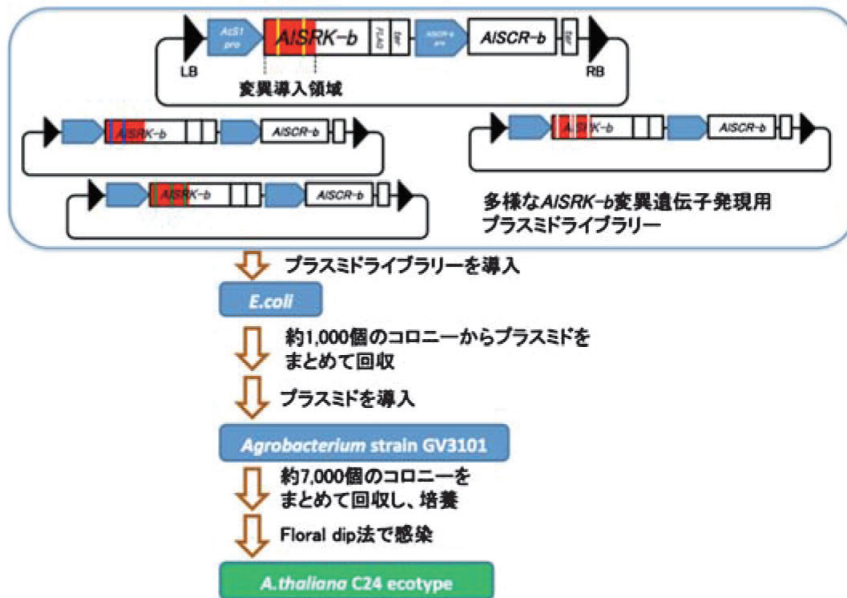 AcS1
pro
AlSRK-b
FLAG
ter
AlSCR-b
pro
AlSCR-b
ter
LB
RB
変異導入領域
AlSRK-b
AlSCR-b
AlSRK-b
AlSCR-b
AlSRK-b
AlSCR-b
多様なAlSRK-b変異遺伝子発現用
プラスミドライブラリー
プラスミドライブラリーを導入
E.coli
約1,000個のコロニーからプラスミドを
まとめて回収
プラスミドを導入
Agrobacterium strain GV3101
約7,000個のコロニーを
まとめて回収し、培養
Floral dip法で感染
A.thaliana C24 ecotype